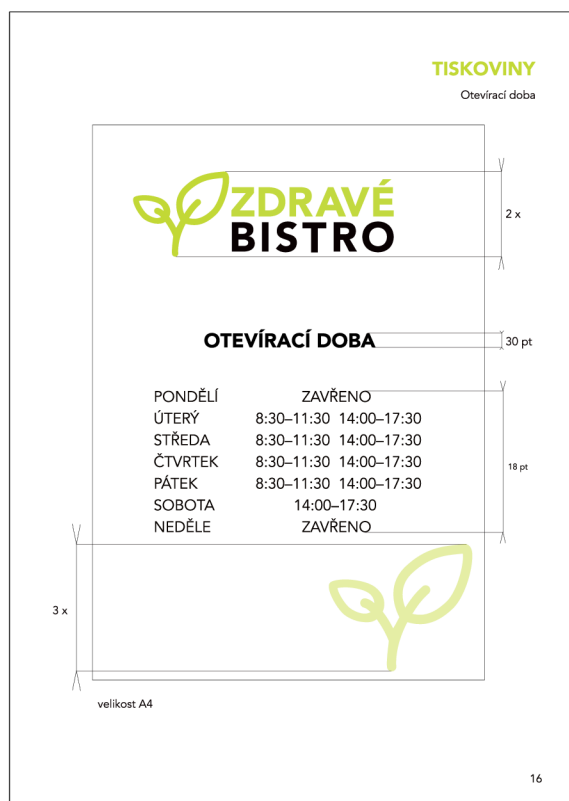 TISKOVINY
Otevírací doba
ZDRAVÉ
BISTRO
2 x
OTEVÍRACÍ DOBA
30 pt
PONDĚLÍ ZAVŘENO
ÚTERÝ 8:30–11:30 14:00–17:30
STŘEDA 8:30–11:30 14:00–17:30
ČTVRTEK 8:30–11:30 14:00–17:30
PÁTEK 8:30–11:30 14:00–17:30
SOBOTA 14:00–17:30
NEDĚLE ZAVŘENO
18 pt
3 x
velikost A4
16